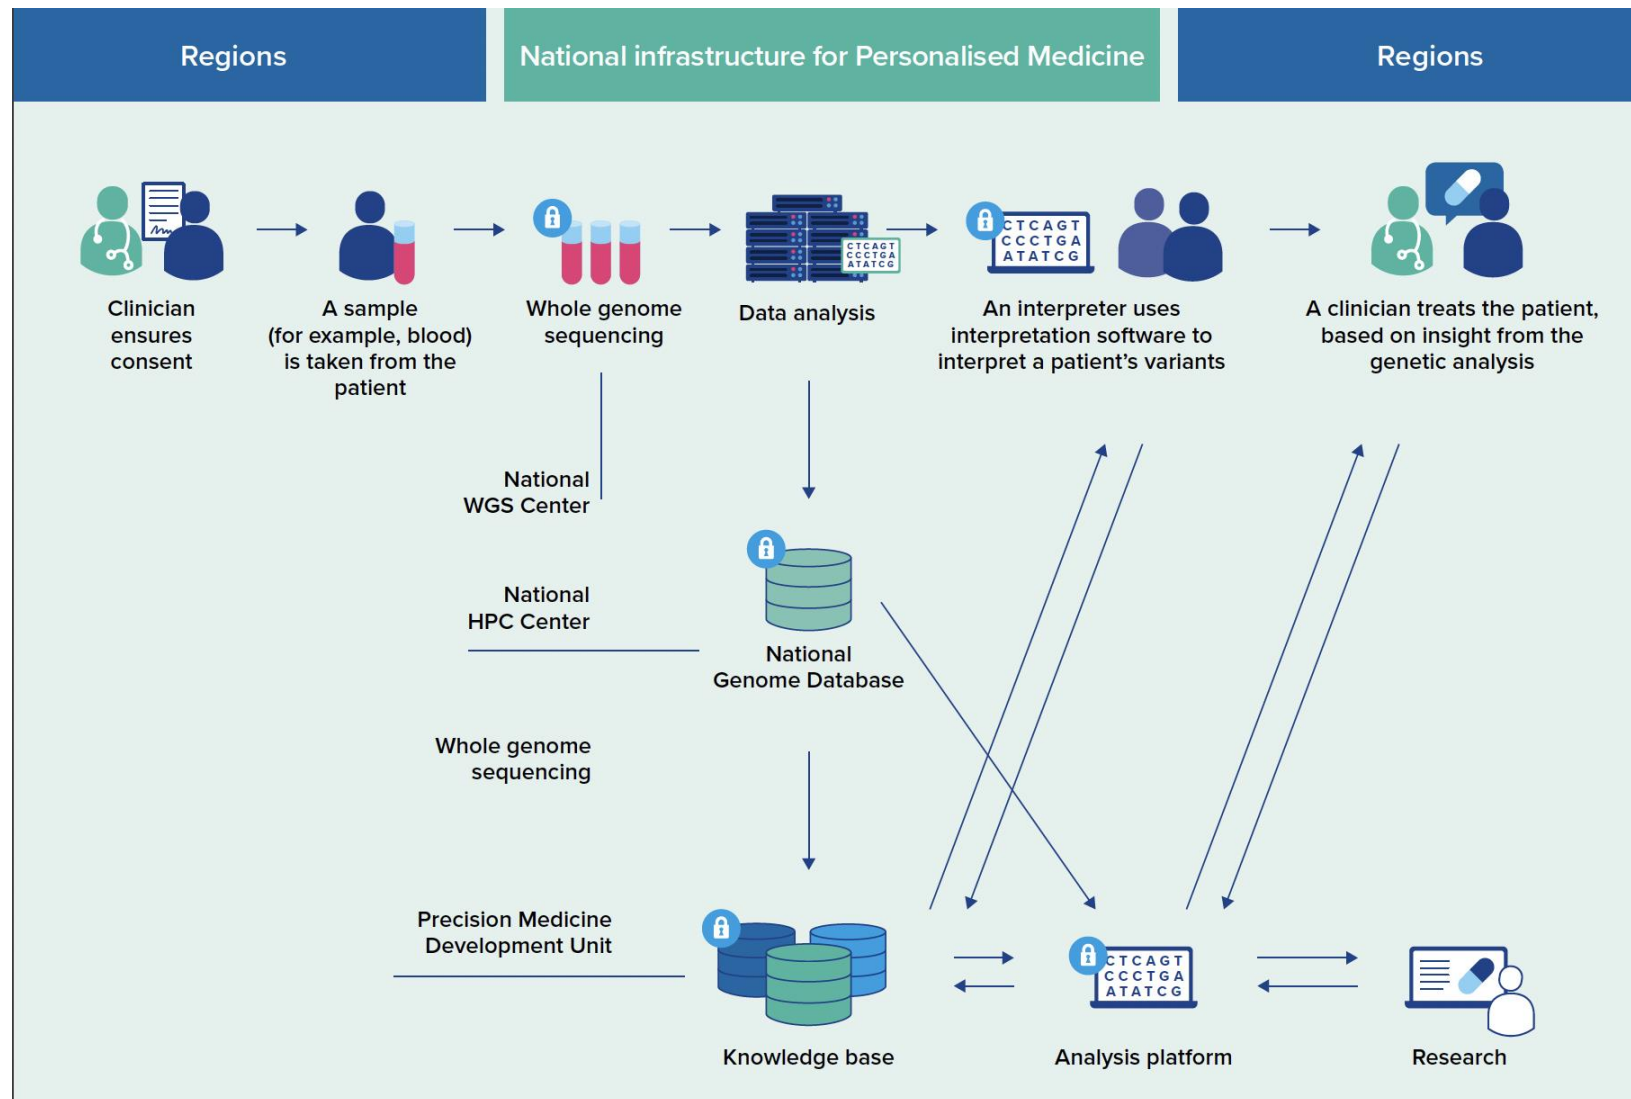 Regions
National infrastructure for Personalised Medicine
Regions
Clinician
ensures
consent
A sample
(for example, blood)
is taken from the
patient
Whole genome
sequencing
CTCAGT
CCCTGA
ATATCG
Data analysis
CTCAGT
CCCTGA
ATATCG
An interpreter uses
interpretation software to
interpret a patient's variants
A clinician treats the patient,
based on insight from the
genetic analysis
National
WGS Center
National
HPC Center
National
Genome Database
Whole genome
sequencing
Precision Medicine
Development Unit
Knowledge base
CTCAGT
CCCTGA
ATATCG
Analysis platform
Research